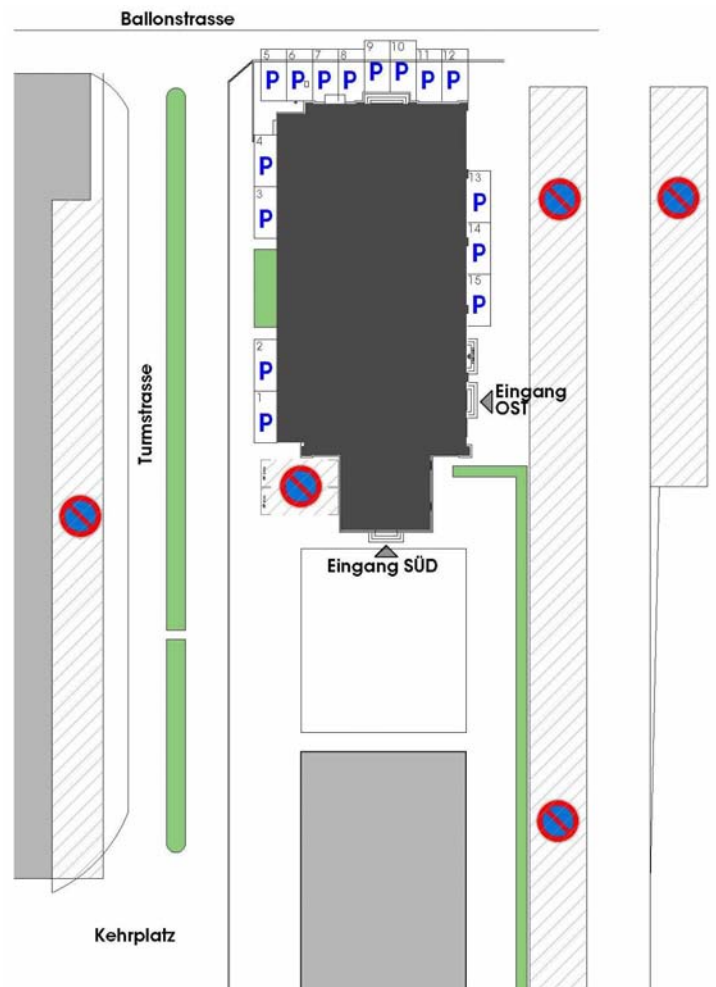 Ballonstrasse
5 6 7 8 9 10 11 12
P P P P P P P P
4
P
3
P
13
P
14
P
15
P
2
P
1
P
Turmstrasse
Eingang
OST
Eingang SÜD
Kehrplatz